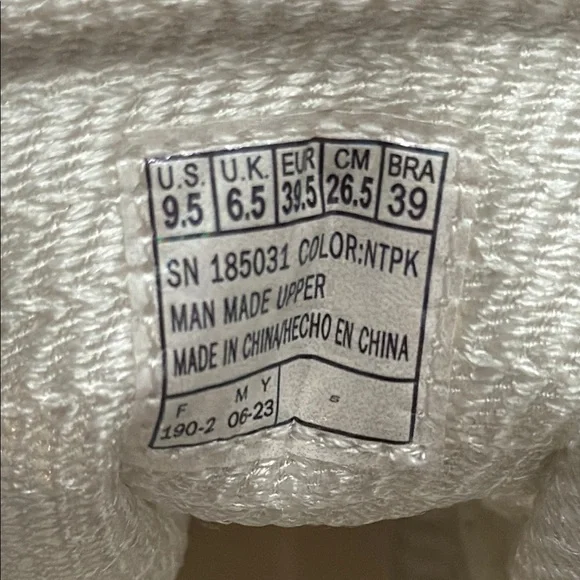 U.S. U.K. EUR CM BRA
9.5 6.5 39.5 26.5 39
SN 185031 COLOR:NTPK
MAN MADE UPPER
MADE IN CHINA/HECHO EN CHINA
F M Y
190-2 06-23